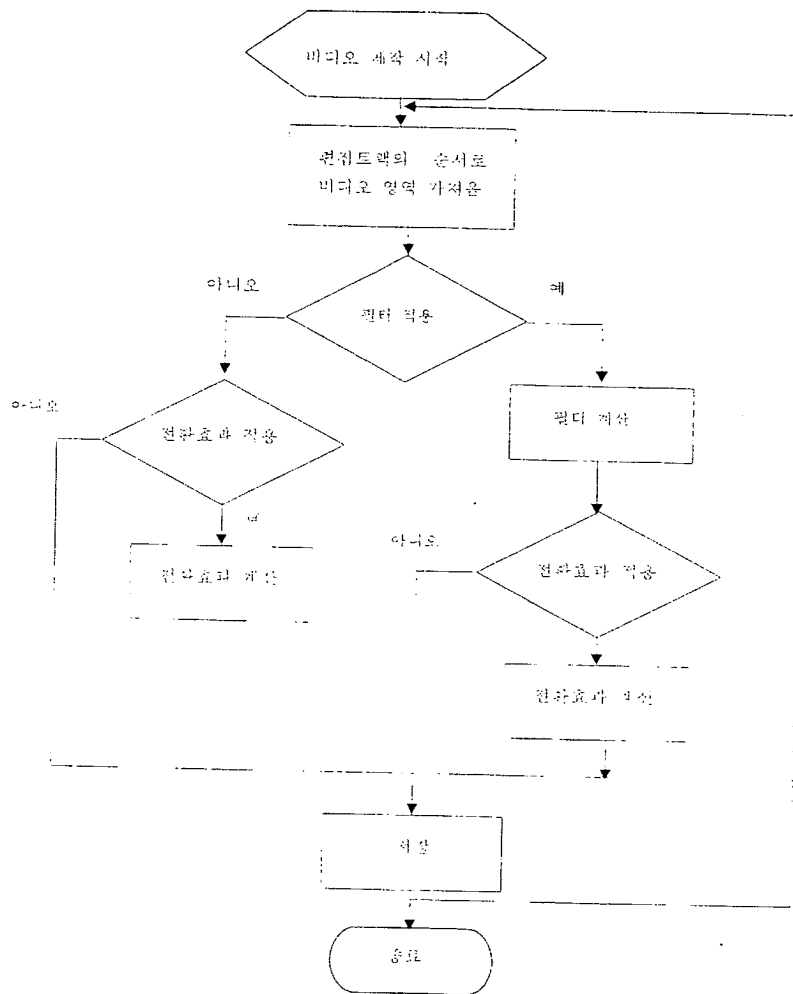 비디오 제작 시작
편집트랙의 순서로
비디오 영역 가져옴
아니오
예
필터 적용
아니오
전환효과 적용
필터 계산
예
아니오
전환효과 계산
전환효과 적용
전환효과 계산
저장
종료